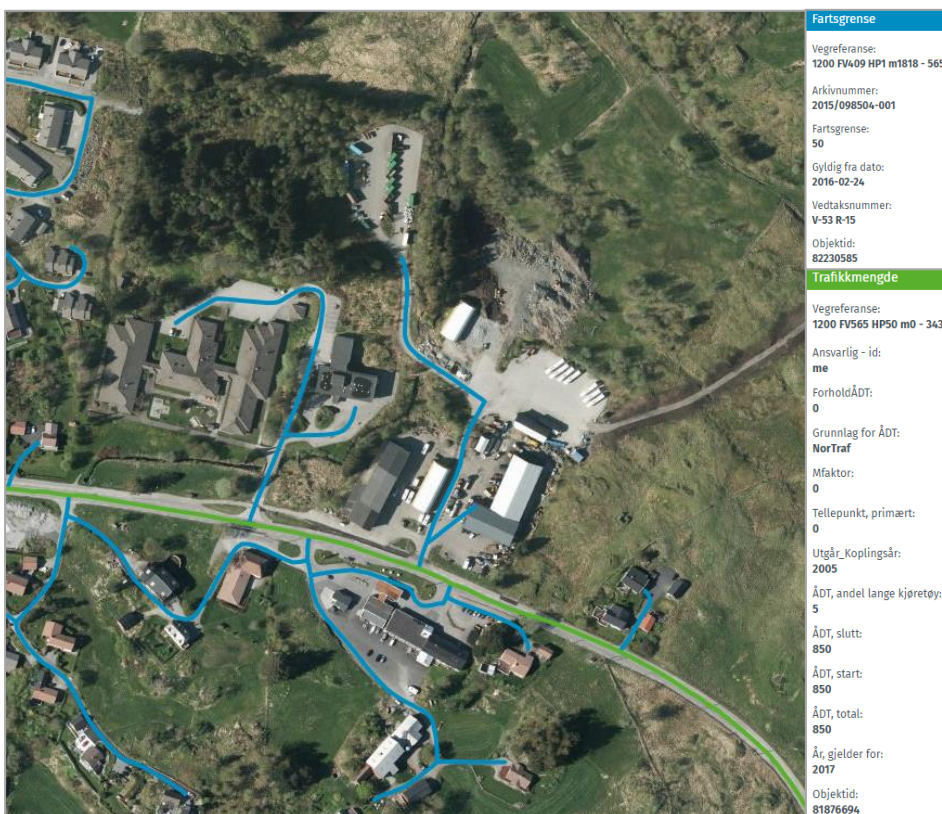 Fartsgrense
Vegreferanse:
1200 FV409 HP1 m1818 - 565
Arkivnummer:
2015/098504-001
Fartsgrense:
50
Gyldig fra dato:
2016-02-24
Vedtaksnummer:
V-53 R-15
Objektid:
82230585
Trafikkmengde
Vegreferanse:
1200 FV565 HP50 m0 - 343
Ansvarlig - id:
me
ForholdÅDT:
0
Grunnlag for ÅDT:
NorTraf
Mfaktor:
0
Tellepunkt, primært:
0
Utgår_Koplingsår:
2005
ÅDT, andel lange kjøretøy:
5
ÅDT, slutt:
850
ÅDT, start:
850
ÅDT, total:
850
År, gjelder for:
2017
Objektid:
81876694